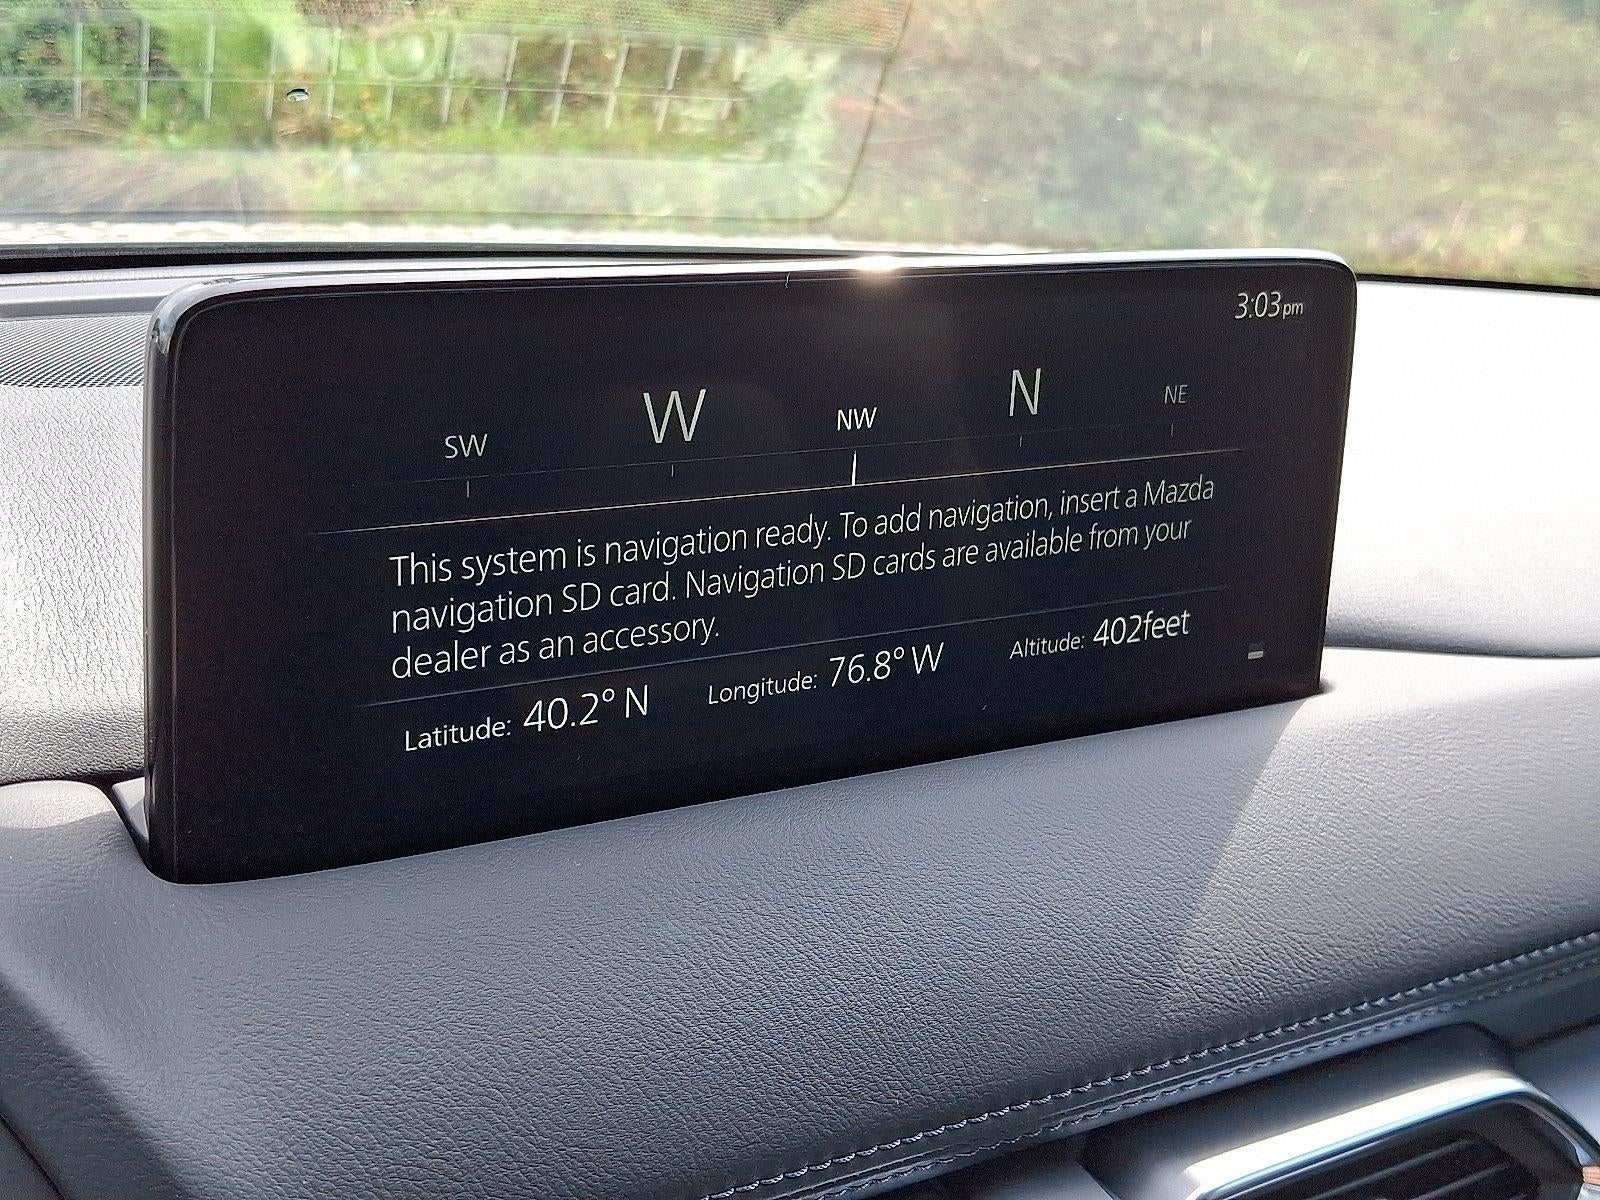 3:03pm
SW W NW N NE
This system is navigation ready. To add navigation, insert a Mazda
navigation SD card. Navigation SD cards are available from your
dealer as an accessory.
Latitude: 40.2° N Longitude: 76.8° W Altitude: 402feet